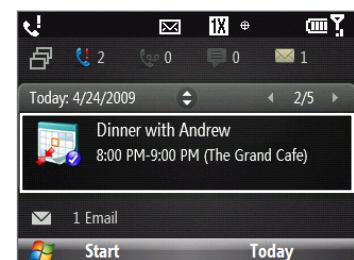 1X
2 0 0 1
Today: 4/24/2009 2/5
Dinner with Andrew
8:00 PM-9:00 PM (The Grand Cafe)
1 Email
Start Today